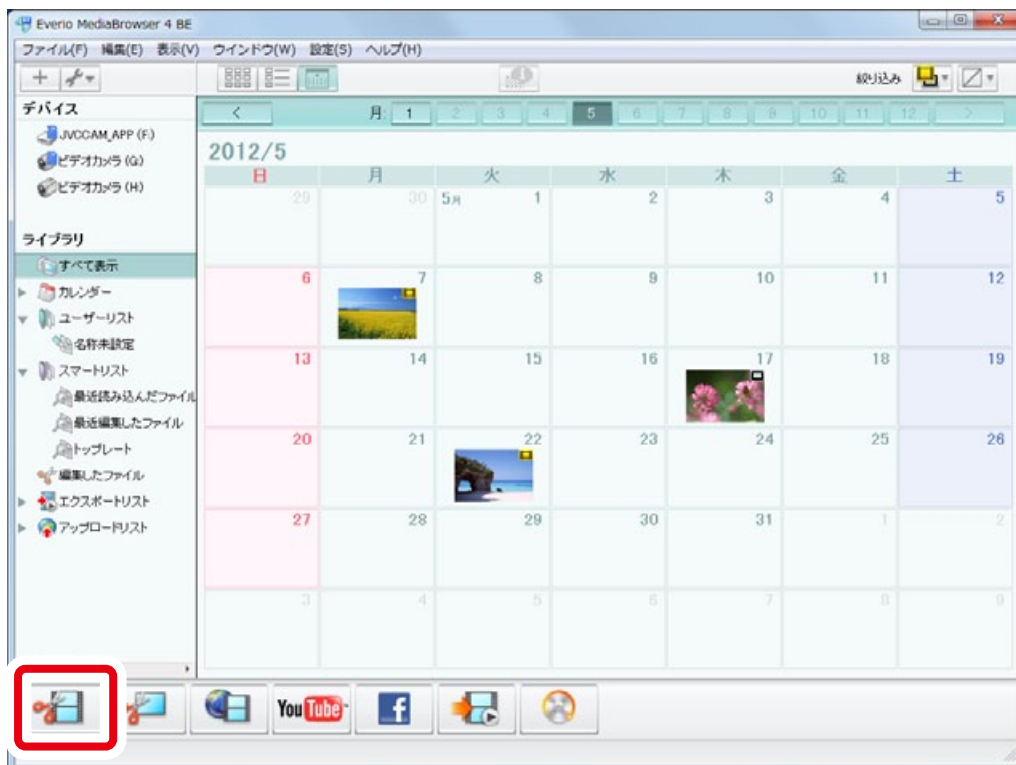 Everio MediaBrowser 4 BE
ファイル(F) 編集(E) 表示(V) ウインドウ(W) 設定(S) ヘルプ(H)
絞り込み
デバイス
JVCCAM_APP (F:)
ビデオカメラ (G:)
ビデオカメラ (H:)
ライブラリ
すべて表示
カレンダー
ユーザーリスト
名称未設定
スマートリスト
最近読み込んだファイル
最近編集したファイル
トップレート
編集したファイル
エクスポートリスト
アップロードリスト
< 月: 1 2 3 4 5 6 7 8 9 10 11 12 >
2012/5
日 月 火 水 木 金 土
29 30 5月 1 2 3 4 5
6 7 8 9 10 11 12
13 14 15 16 17 18 19
20 21 22 23 24 25 26
27 28 29 30 31 1 2
3 4 5 6 7 8 9
YouTube
f